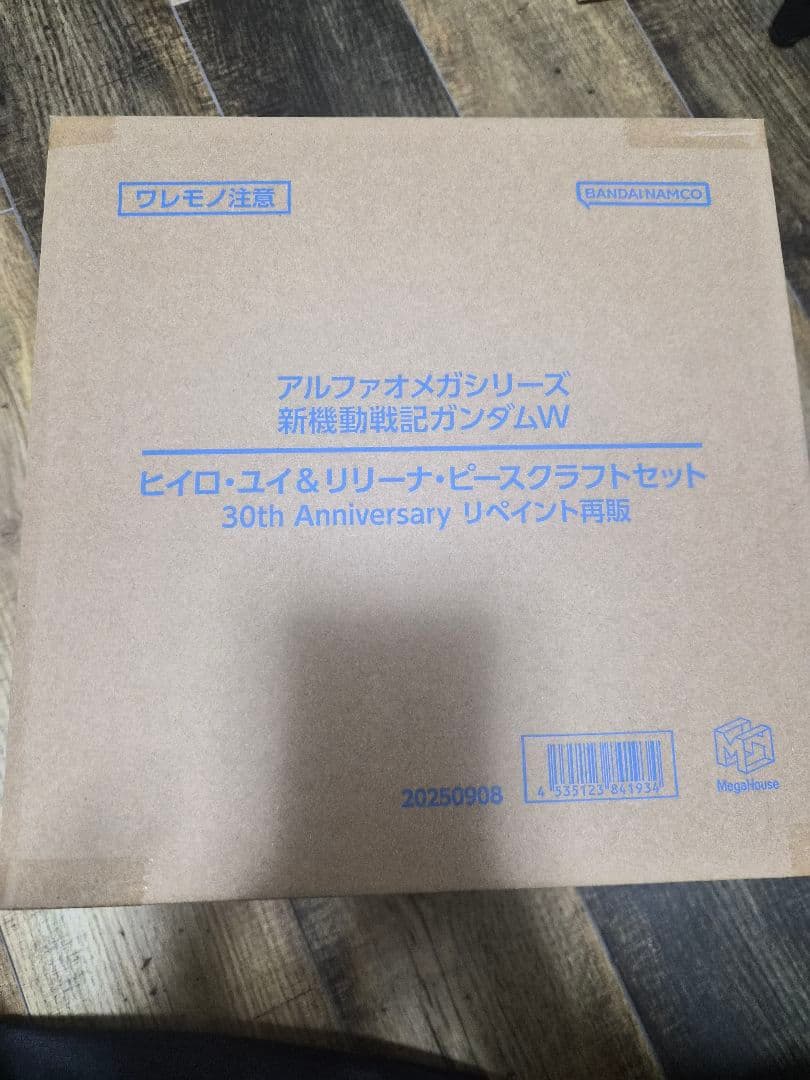 ワレモノ注意
BANDAI NAMCO
アルファオメガシリーズ
新機動戦記ガンダムW
ヒイロ・ユイ&リリーナ・ピースクラフトセット
30th Anniversary リペイント再販
20250908
4 535123 841934
MegaHouse